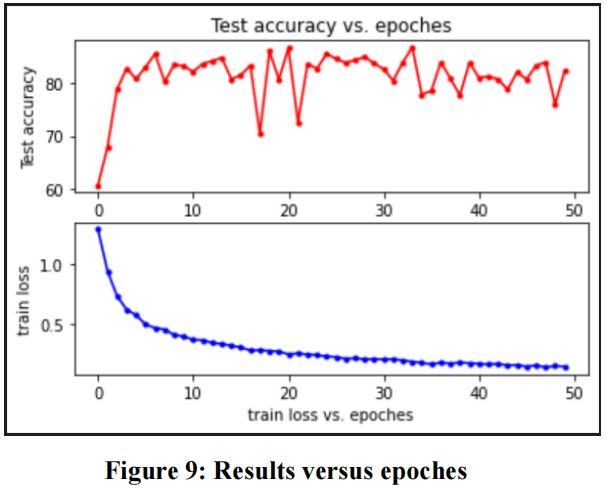 Test accuracy vs. epoches
Test accuracy
80
70
60
0 10 20 30 40 50
train loss
1.0
0.5
0 10 20 30 40 50
train loss vs. epoches
Figure 9: Results versus epoches